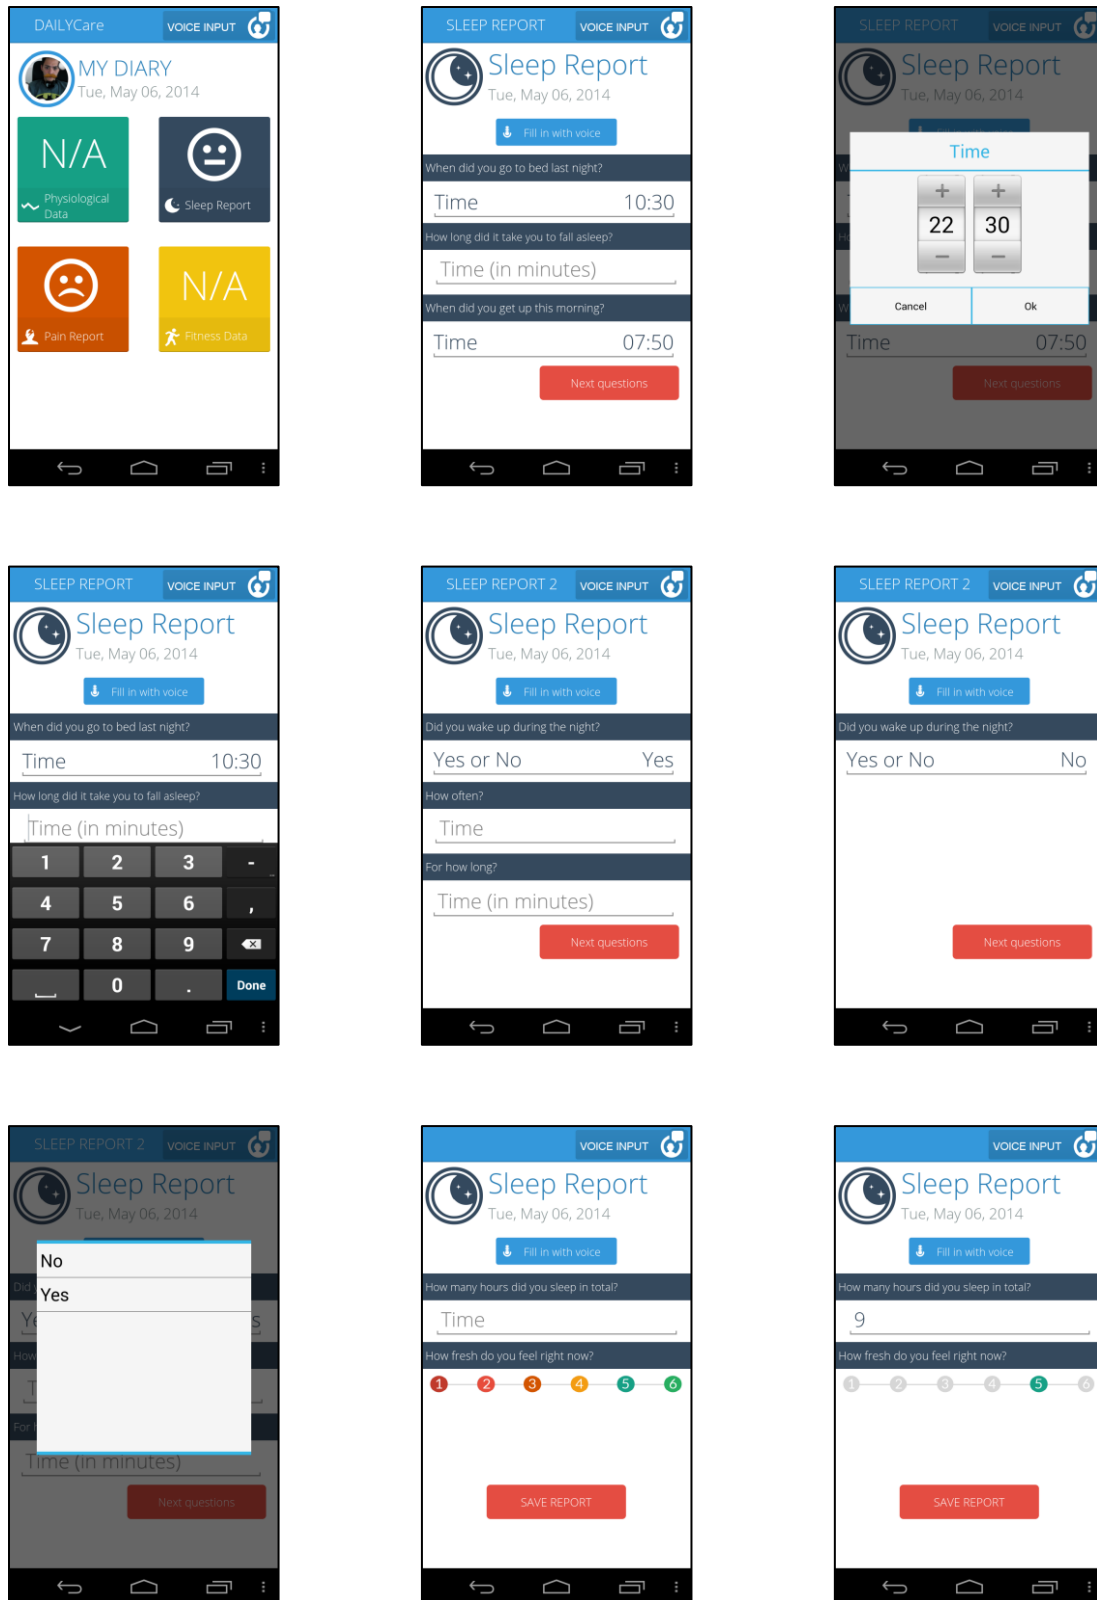 DAILYCare VOICE INPUT
MY DIARY
Tue, May 06, 2014
N/A
Physiological
Data
Sleep Report
Pain Report
N/A
Fitness Data
SLEEP REPORT VOICE INPUT
Sleep Report
Tue, May 06, 2014
Fill in with voice
When did you go to bed last night?
Time 10:30
How long did it take you to fall asleep?
Time (in minutes)
When did you get up this morning?
Time 07:50
Next questions
SLEEP REPORT VOICE INPUT
Sleep Report
Tue, May 06, 2014
Fill in with voice
Time
22 30
Cancel Ok
Time 07:50
Next questions
SLEEP REPORT VOICE INPUT
Sleep Report
Tue, May 06, 2014
Fill in with voice
When did you go to bed last night?
Time 10:30
How long did it take you to fall asleep?
Time (in minutes)
1 2 3 -
4 5 6 ,
7 8 9
0 . Done
SLEEP REPORT 2 VOICE INPUT
Sleep Report
Tue, May 06, 2014
Fill in with voice
Did you wake up during the night?
Yes or No Yes
How often?
Time
For how long?
Time (in minutes)
Next questions
SLEEP REPORT 2 VOICE INPUT
Sleep Report
Tue, May 06, 2014
Fill in with voice
Did you wake up during the night?
Yes or No No
Next questions
SLEEP REPORT 2 VOICE INPUT
Sleep Report
Tue, May 06, 2014
No
Yes
Time (in minutes)
Next questions
VOICE INPUT
Sleep Report
Tue, May 06, 2014
Fill in with voice
How many hours did you sleep in total?
Time
How fresh do you feel right now?
1 2 3 4 5 6
SAVE REPORT
VOICE INPUT
Sleep Report
Tue, May 06, 2014
Fill in with voice
How many hours did you sleep in total?
9
How fresh do you feel right now?
1 2 3 4 5 6
SAVE REPORT